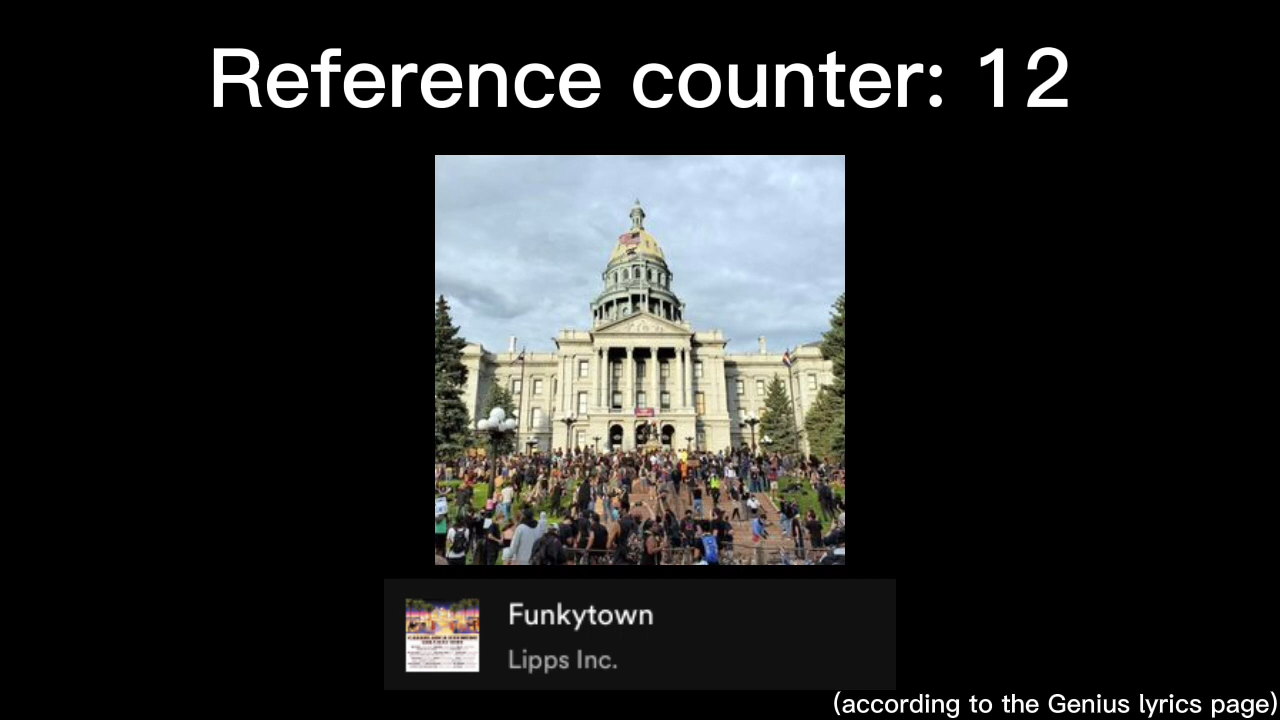 Reference counter: 12
Funkytown
Lipps Inc.
(according to the Genius lyrics page)